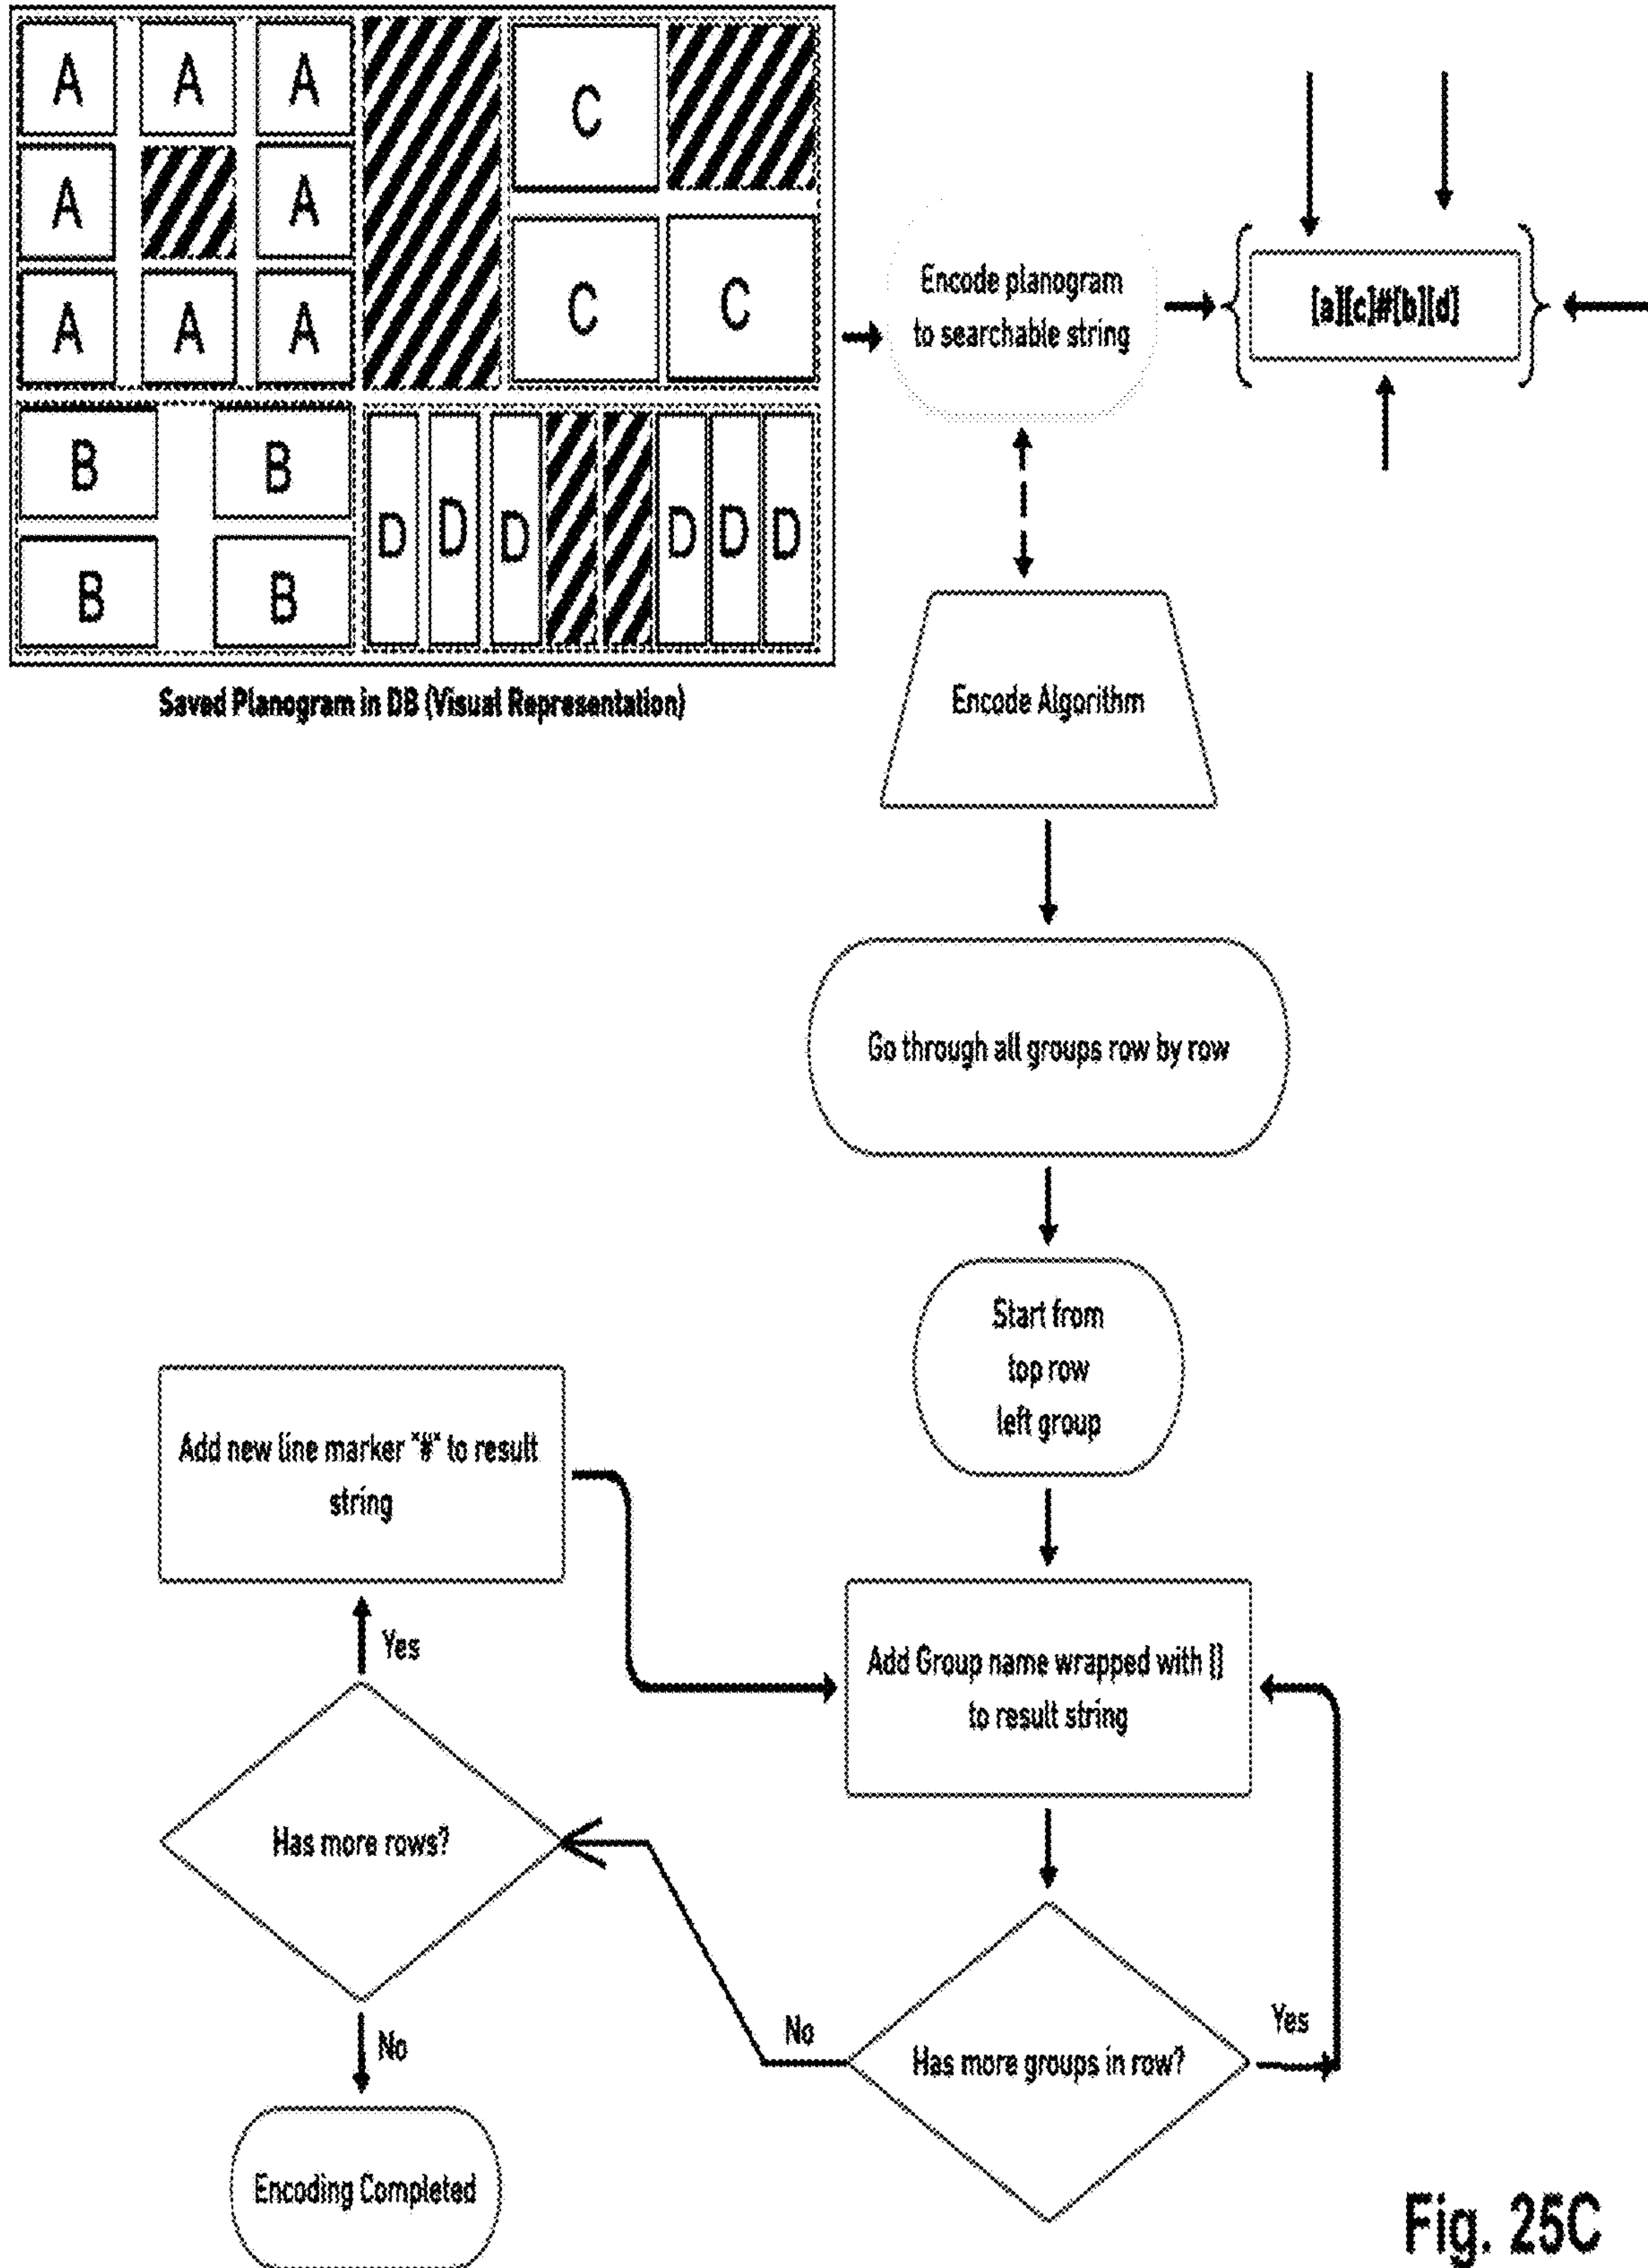 A A A
C
A A
A A A
C C
B B
D D D D D D
B B
Saved Planogram in DB (Visual Representation)
Encode planogram
to searchable string
[a][c]#[b][d]
Encode Algorithm
Go through all groups row by row
Start from
top row
left group
Add new line marker "#" to result
string
Yes
Add Group name wrapped with []
to result string
Has more rows?
No
No
Yes
Has more groups in row?
Encoding Completed
Fig. 25C